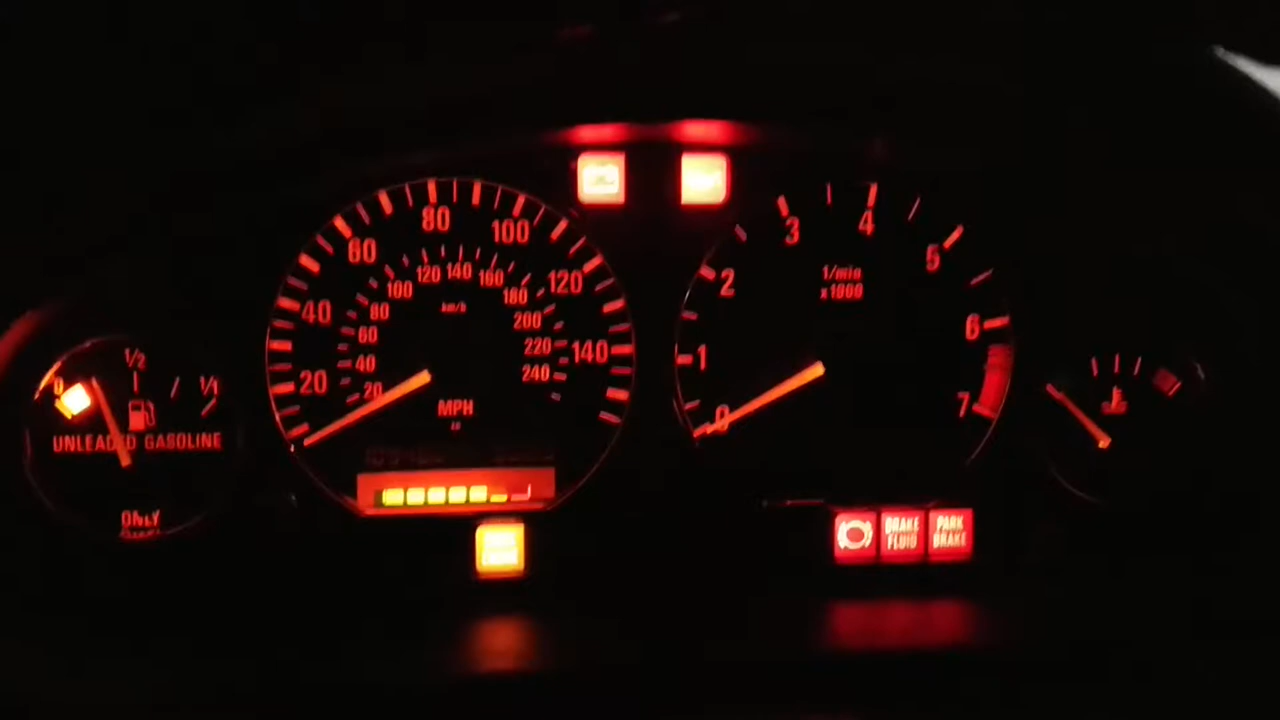 0 1/2 1/1
UNLEADED GASOLINE
ONLY
20 40 60 80 100 120 140
20 40 60 80 100 120 140 160 180 200 220 240
km/h
MPH
0 1 2 3 4 5 6 7
1/min
x1000
BRAKE
FLUID
PARK
BRAKE